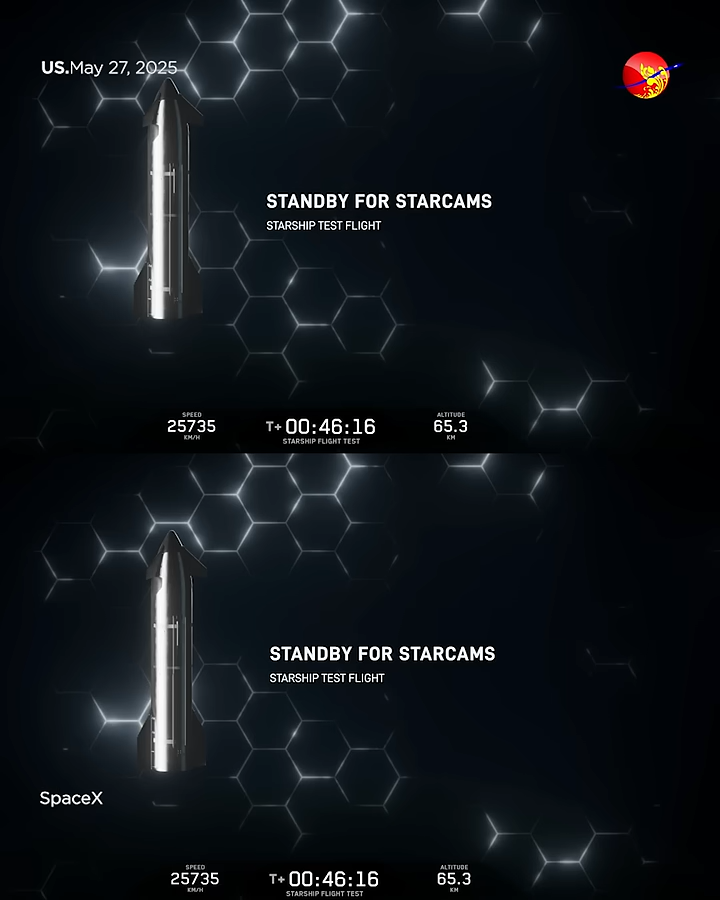 US.May 27, 2025
STANDBY FOR STARCAMS
STARSHIP TEST FLIGHT
SPEED
25735
KM/H
T+00:46:16
STARSHIP FLIGHT TEST
ALTITUDE
65.3
KM
STANDBY FOR STARCAMS
STARSHIP TEST FLIGHT
SpaceX
SPEED
25735
KM/H
T+00:46:16
STARSHIP FLIGHT TEST
ALTITUDE
65.3
KM